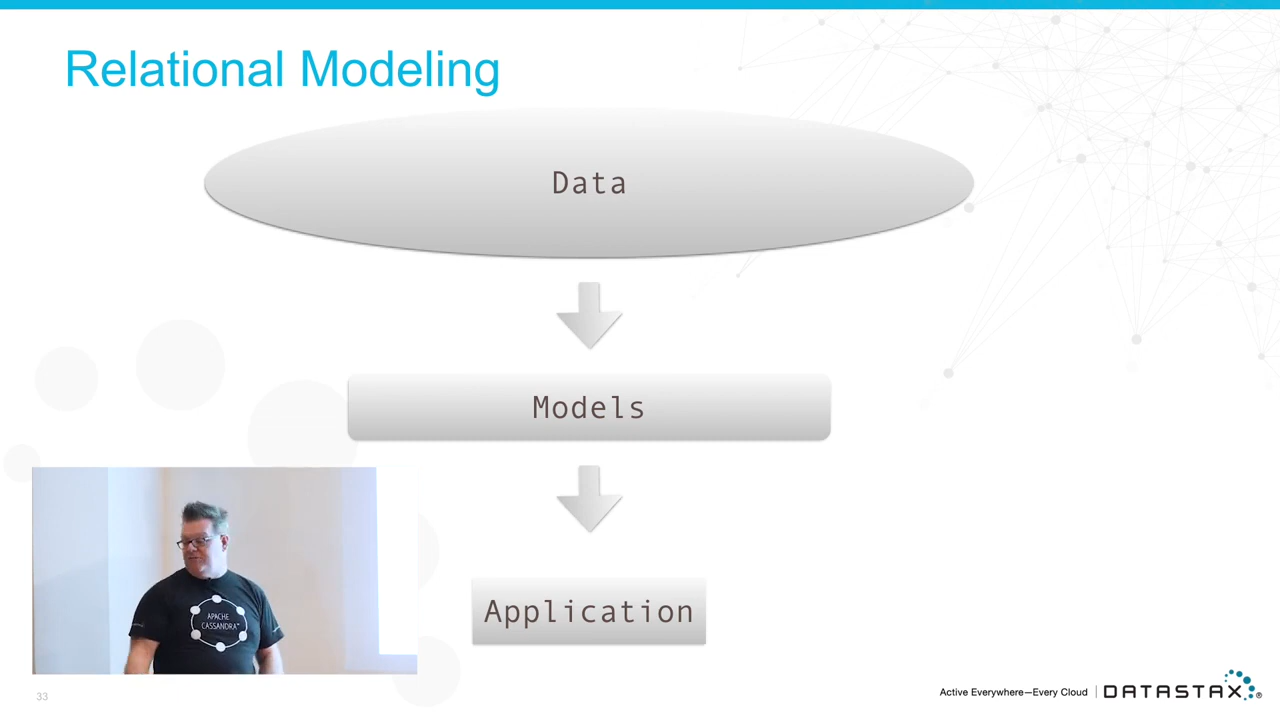 Relational Modeling
Data
Models
Application
APACHE
CASSANDRA
33
Active Everywhere—Every Cloud
DATASTAX®